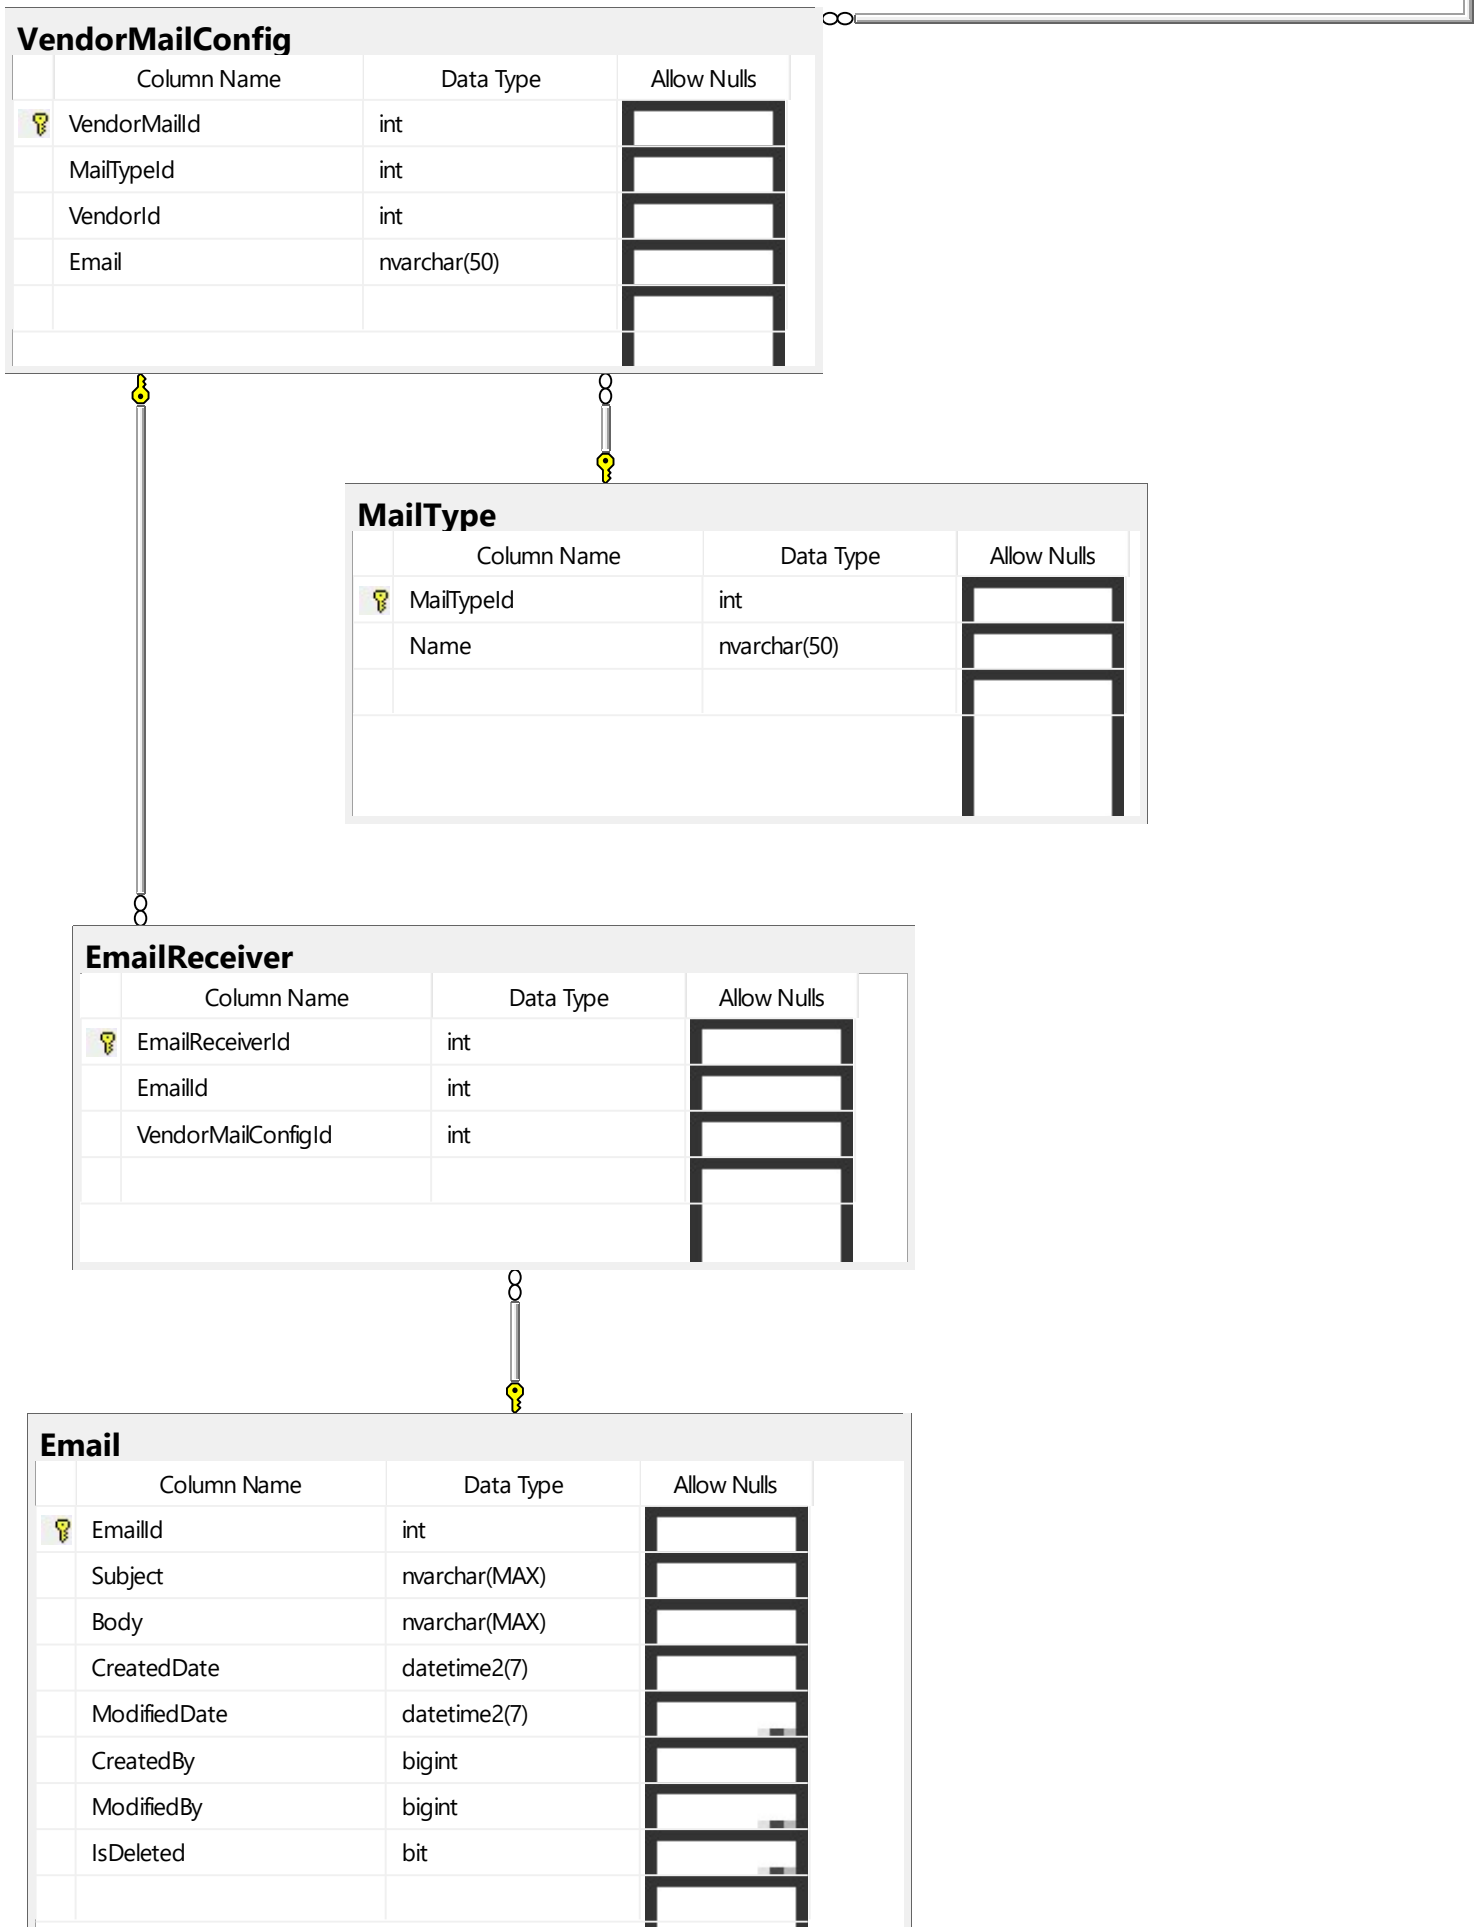 VendorMailConfig
Column Name Data Type Allow Nulls
VendorMailId int
MailTypeId int
VendorId int
Email nvarchar(50)
MailType
Column Name Data Type Allow Nulls
MailTypeId int
Name nvarchar(50)
EmailReceiver
Column Name Data Type Allow Nulls
EmailReceiverId int
EmailId int
VendorMailConfigId int
Email
Column Name Data Type Allow Nulls
EmailId int
Subject nvarchar(MAX)
Body nvarchar(MAX)
CreatedDate datetime2(7)
ModifiedDate datetime2(7)
CreatedBy bigint
ModifiedBy bigint
IsDeleted bit